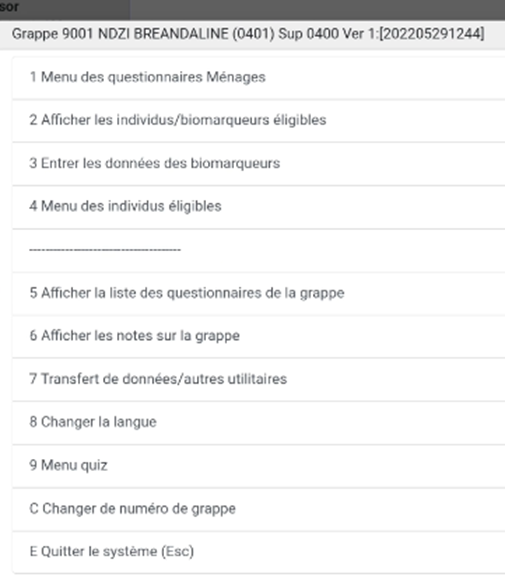 sor
Grappe 9001 NDZI BREANDALINE (0401) Sup 0400 Ver 1:[202205291244]
1 Menu des questionnaires Ménages
2 Afficher les individus/biomarqueurs éligibles
3 Entrer les données des biomarqueurs
4 Menu des individus éligibles
---------------------------------------
5 Afficher la liste des questionnaires de la grappe
6 Afficher les notes sur la grappe
7 Transfert de données/autres utilitaires
8 Changer la langue
9 Menu quiz
C Changer de numéro de grappe
E Quitter le système (Esc)